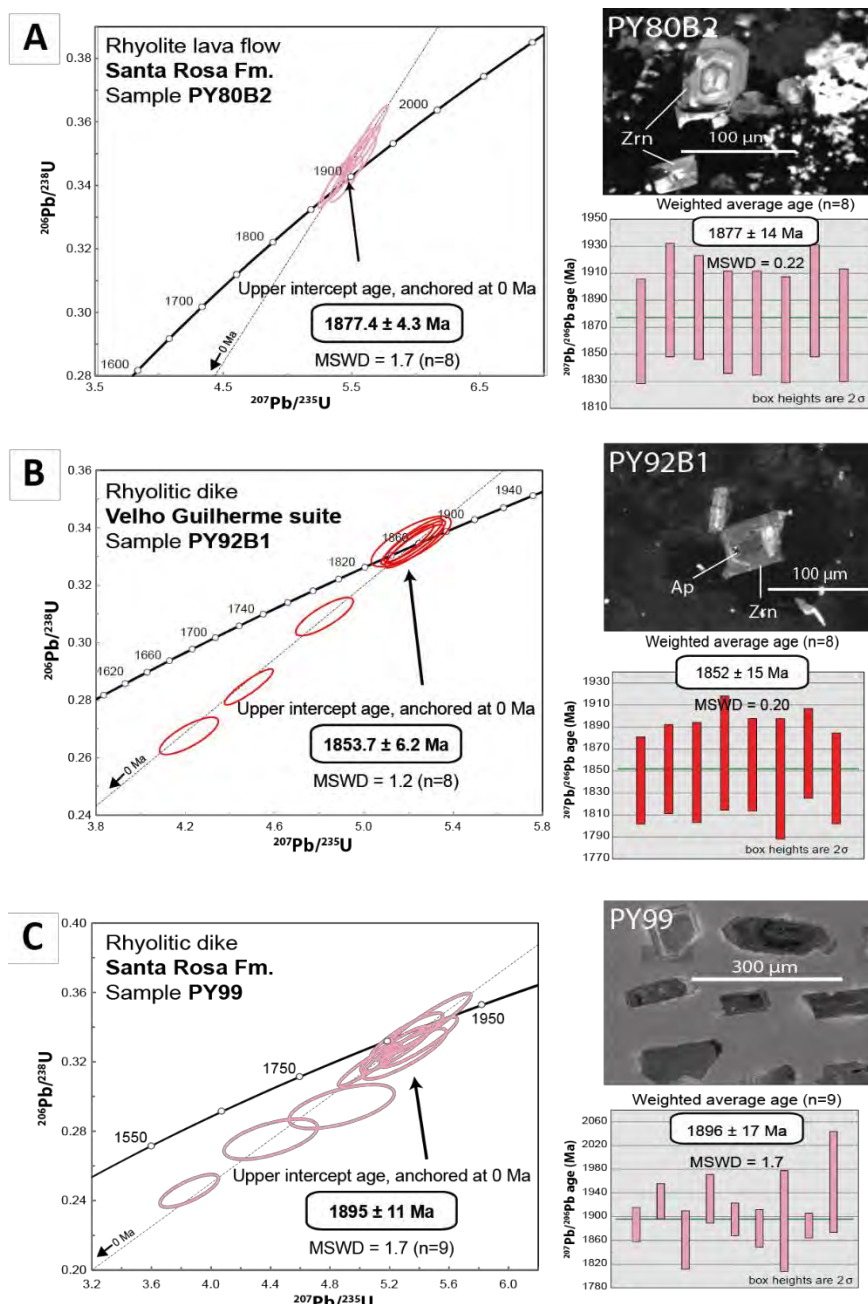 A
Rhyolite lava flow
Santa Rosa Fm.
Sample PY80B2
0.38
0.36
0.34
0.32
0.30
0.28
²⁰⁶Pb/²³⁸U
1600
1700
1800
1900
2000
Upper intercept age, anchored at 0 Ma
1877.4 ± 4.3 Ma
MSWD = 1.7 (n=8)
0 Ma
3.5
4.5
5.5
6.5
²⁰⁷Pb/²³⁵U
PY80B2
Zrn
100 µm
Weighted average age (n=8)
1877 ± 14 Ma
MSWD = 0.22
1950
1930
1910
1890
1870
1850
1830
1810
²⁰⁷Pb/²⁰⁶Pb age (Ma)
box heights are 2 σ
B
Rhyolitic dike
Velho Guilherme suite
Sample PY92B1
0.36
0.34
0.32
0.30
0.28
0.26
0.24
²⁰⁶Pb/²³⁸U
1620
1660
1700
1740
1820
1860
1900
1940
Upper intercept age, anchored at 0 Ma
1853.7 ± 6.2 Ma
MSWD = 1.2 (n=8)
0 Ma
3.8
4.2
4.6
5.0
5.4
5.8
²⁰⁷Pb/²³⁵U
PY92B1
Ap
Zrn
100 µm
Weighted average age (n=8)
1852 ± 15 Ma
MSWD = 0.20
1930
1910
1890
1870
1850
1830
1810
1790
1770
²⁰⁷Pb/²⁰⁶Pb age (Ma)
box heights are 2σ
C
Rhyolitic dike
Santa Rosa Fm.
Sample PY99
0.40
0.36
0.32
0.28
0.24
0.20
²⁰⁶Pb/²³⁸U
1550
1750
1950
Upper intercept age, anchored at 0 Ma
1895 ± 11 Ma
MSWD = 1.7 (n=9)
0 Ma
3.2
4.0
4.8
5.6
6.2
²⁰⁷Pb/²³⁵U
PY99
300 µm
Weighted average age (n=9)
1896 ± 17 Ma
MSWD = 1.7
2060
2020
1980
1940
1900
1860
1820
1780
²⁰⁷Pb/²⁰⁶Pb age (Ma)
box heights are 2 σ